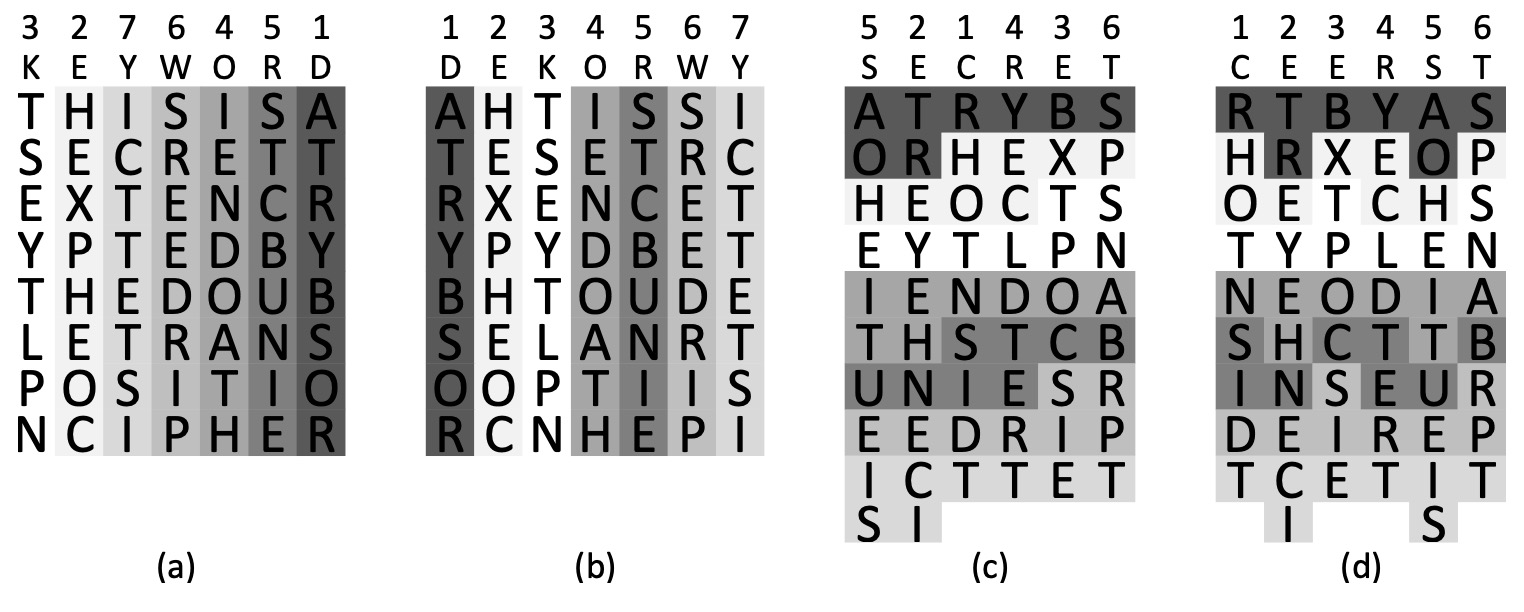 3 2 7 6 4 5 1
K E Y W O R D
T H I S I S A
S E C R E T T
E X T E N C R
Y P T E D B Y
T H E D O U B
L E T R A N S
P O S I T I O
N C I P H E R
(a)
1 2 3 4 5 6 7
D E K O R W Y
A H T I S S I
T E S E T R C
R X E N C E T
Y P Y D B E T
B H T O U D E
S E L A N R T
O O P T I I S
R C N H E P I
(b)
5 2 1 4 3 6
S E C R E T
A T R Y B S
O R H E X P
H E O C T S
E Y T L P N
I E N D O A
T H S T C B
U N I E S R
E E D R I P
I C T T E T
S I
(c)
1 2 3 4 5 6
C E E R S T
R T B Y A S
H R X E O P
O E T C H S
T Y P L E N
N E O D I A
S H C T T B
I N S E U R
D E I R E P
T C E T I T
I S
(d)